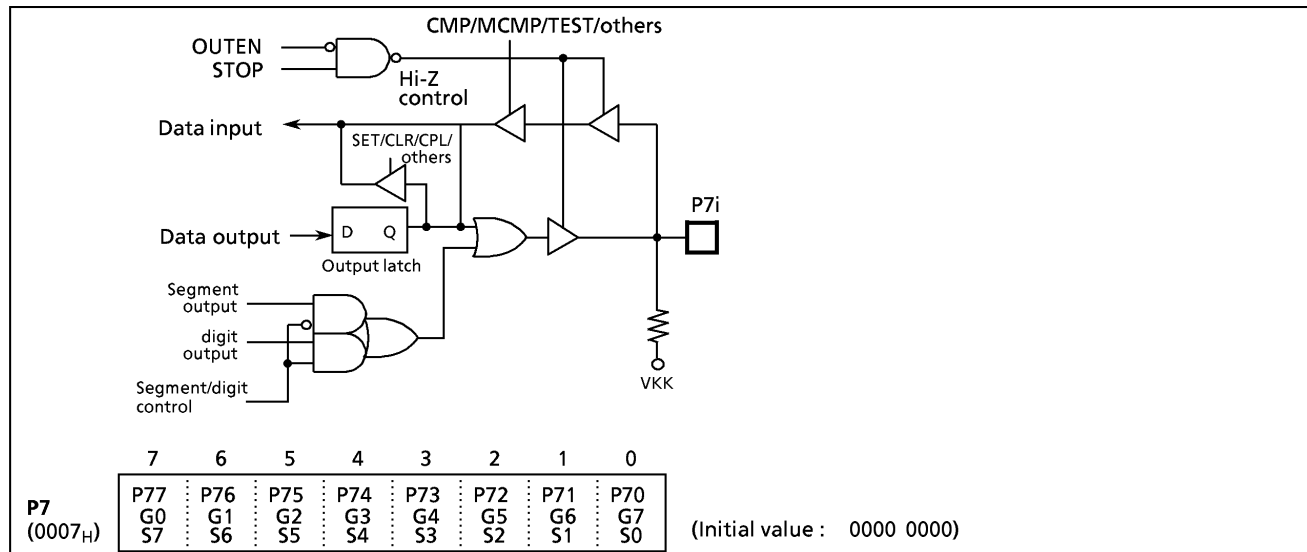 CMP/MCMP/TEST/others
OUTEN
STOP
Hi-Z
control
Data input
SET/CLR/CPL/
others
P7i
Data output
D Q
Output latch
Segment
output
digit
output
VKK
Segment/digit
control
7 6 5 4 3 2 1 0
P77 P76 P75 P74 P73 P72 P71 P70
P7 G0 G1 G2 G3 G4 G5 G6 G7
(0007H) S7 S6 S5 S4 S3 S2 S1 S0 (Initial value : 0000 0000)